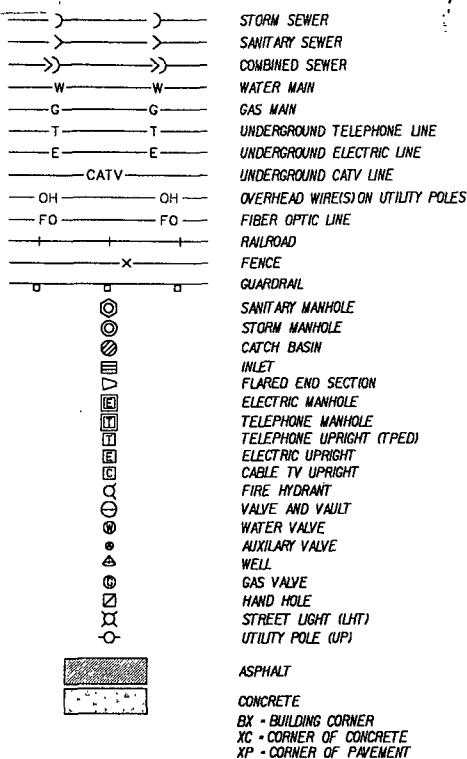 STORM SEWER
SANITARY SEWER
COMBINED SEWER
W W WATER MAIN
G G GAS MAIN
T T UNDERGROUND TELEPHONE LINE
E E UNDERGROUND ELECTRIC LINE
CATV UNDERGROUND CATV LINE
OH OH OVERHEAD WIRE(S) ON UTILITY POLES
FO FO FIBER OPTIC LINE
RAILROAD
X FENCE
GUARDRAIL
SANITARY MANHOLE
STORM MANHOLE
CATCH BASIN
INLET
FLARED END SECTION
E ELECTRIC MANHOLE
T TELEPHONE MANHOLE
T TELEPHONE UPRIGHT (TPED)
E ELECTRIC UPRIGHT
C CABLE TV UPRIGHT
FIRE HYDRANT
VALVE AND VAULT
W WATER VALVE
AUXILARY VALVE
WELL
G GAS VALVE
HAND HOLE
STREET LIGHT (LHT)
UTILITY POLE (UP)
ASPHALT
CONCRETE
BX - BUILDING CORNER
XC - CORNER OF CONCRETE
XP - CORNER OF PAVEMENT